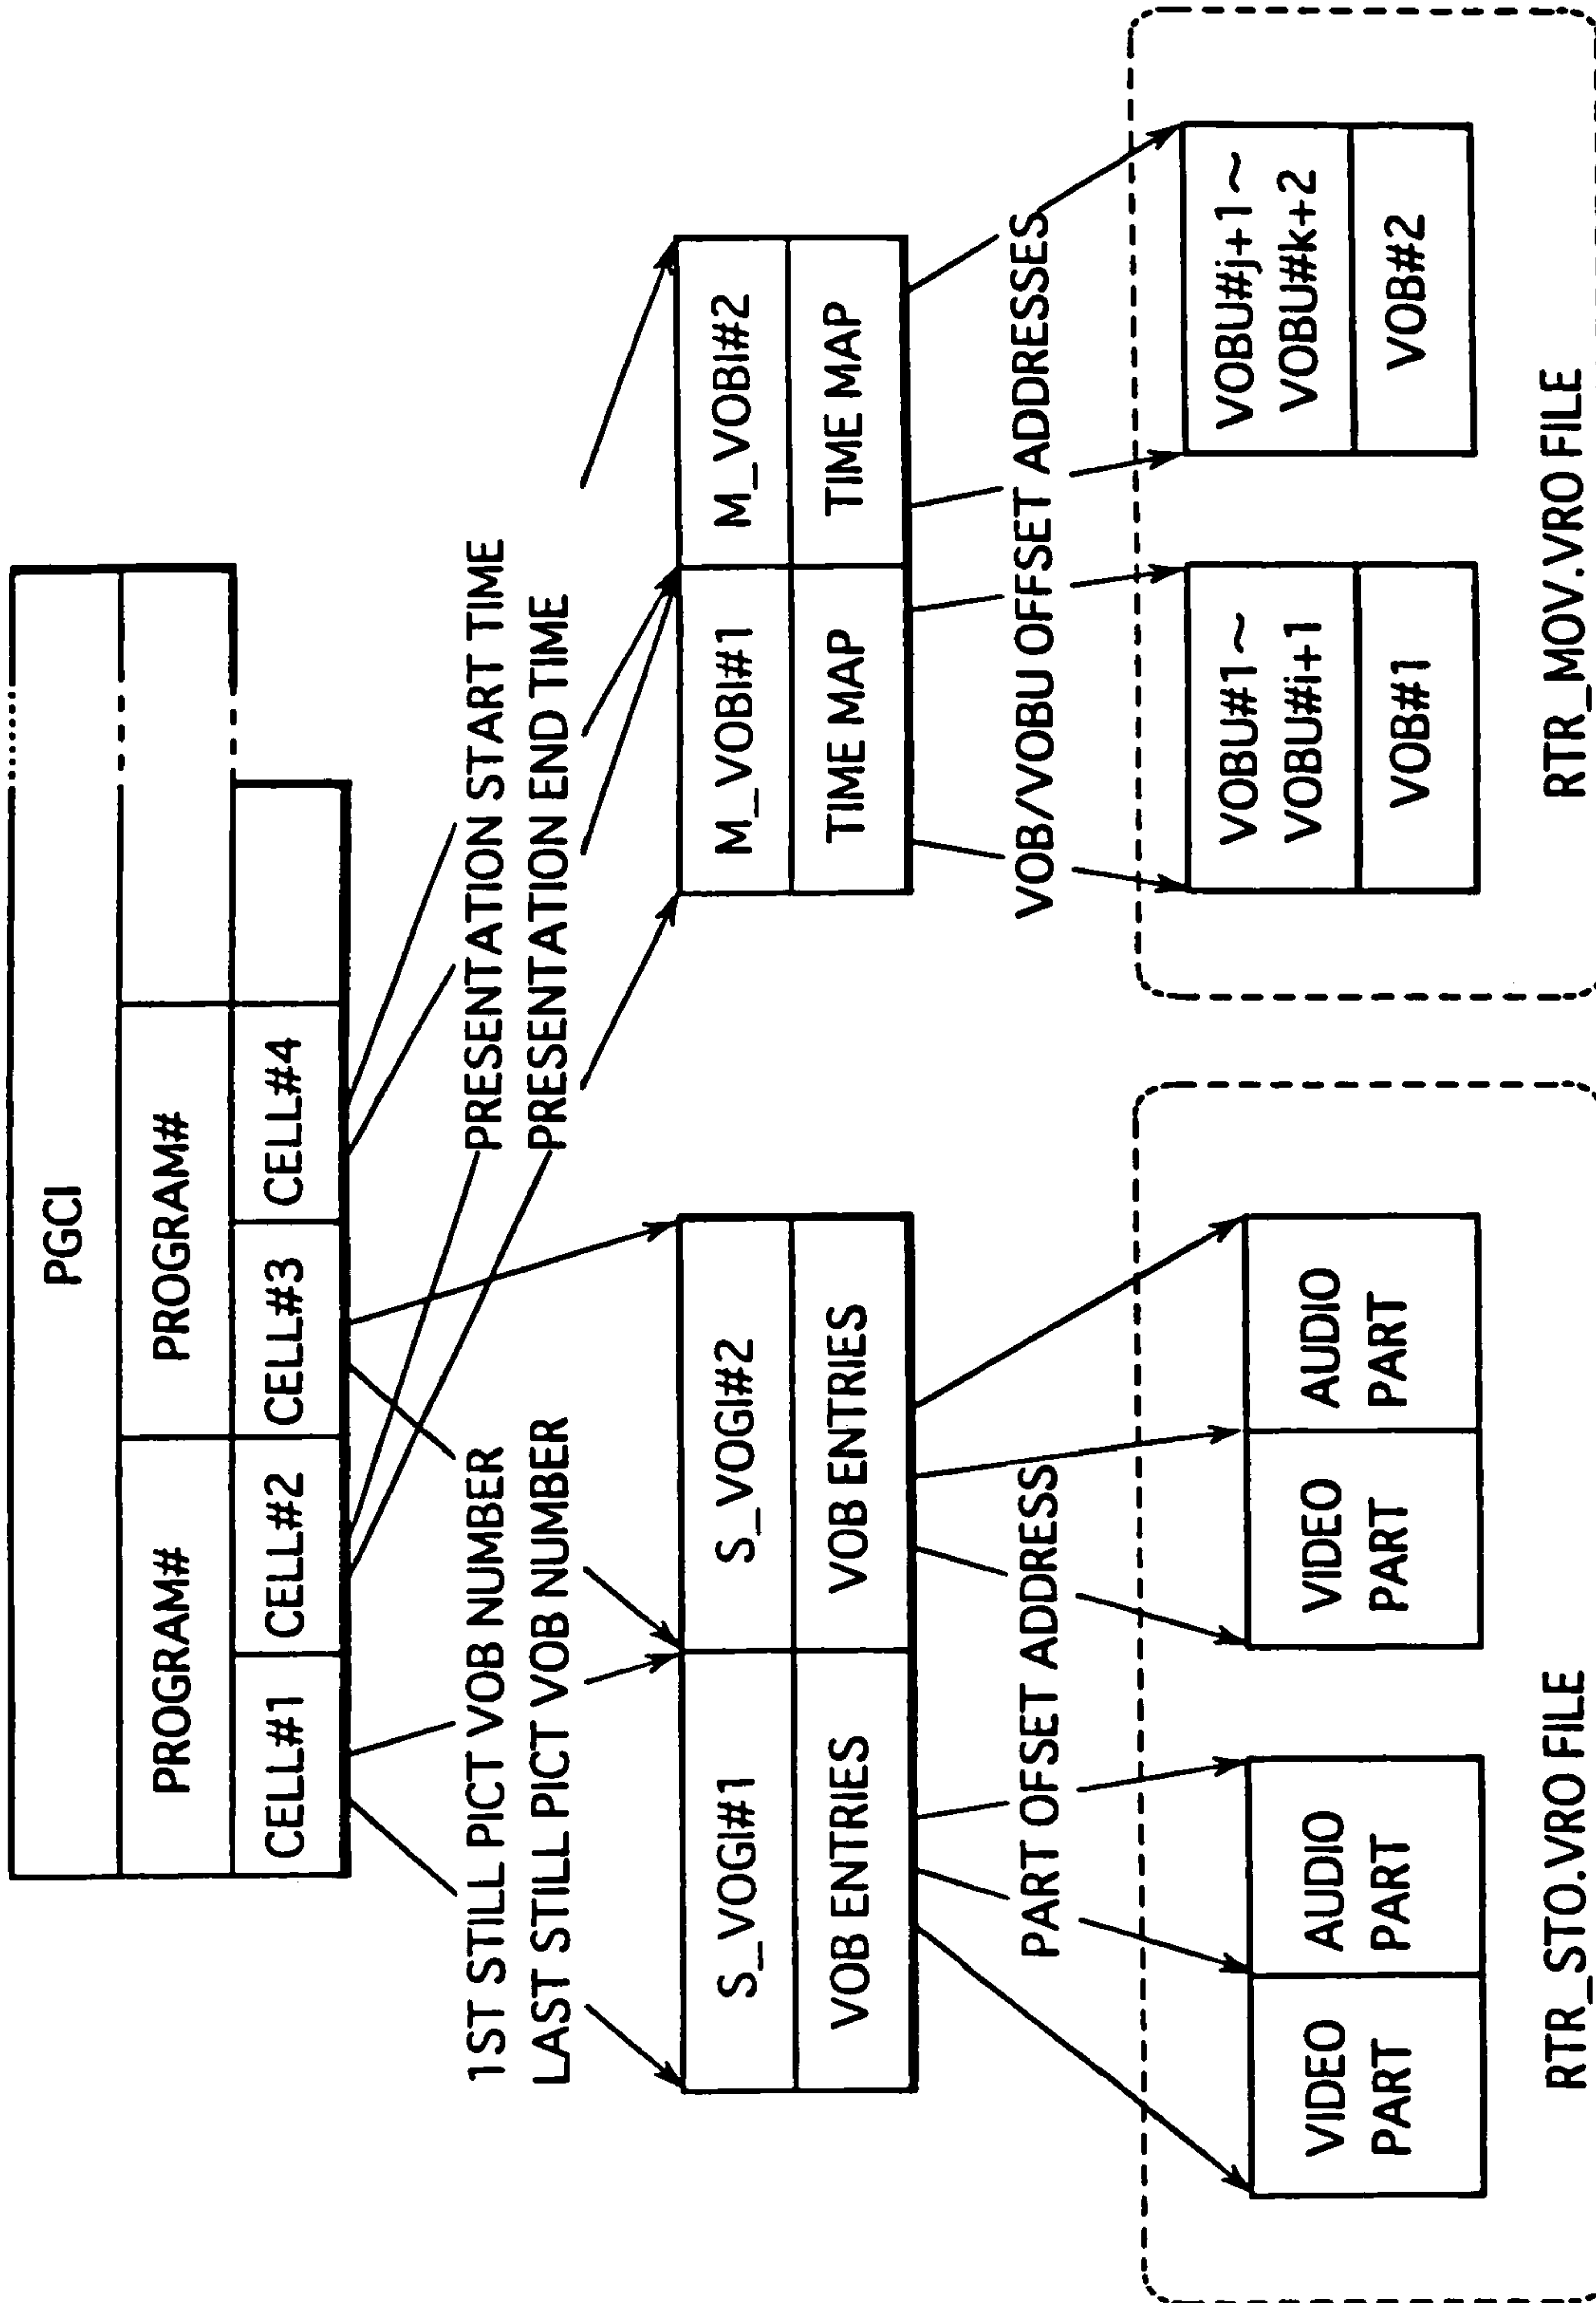 PGCI
PROGRAM#
PROGRAM#
CELL#1
CELL#2
CELL#3
CELL#4
1ST STILL PICT VOB NUMBER
LAST STILL PICT VOB NUMBER
PRESENTATION START TIME
PRESENTATION END TIME
S_VOGI#1
S_VOGI#2
VOB ENTRIES
VOB ENTRIES
M_VOBI#1
M_VOBI#2
TIME MAP
TIME MAP
PART OFFSET ADDRESS
VOB/VOBU OFFSET ADDRESSES
VIDEO
PART
AUDIO
PART
VIDEO
PART
AUDIO
PART
RTR_STO.VRO FILE
VOBU#1~
VOBU#i+1
VOB#1
VOBU#j+1~
VOBU#k+2
VOB#2
RTR_MOV.VRO FILE